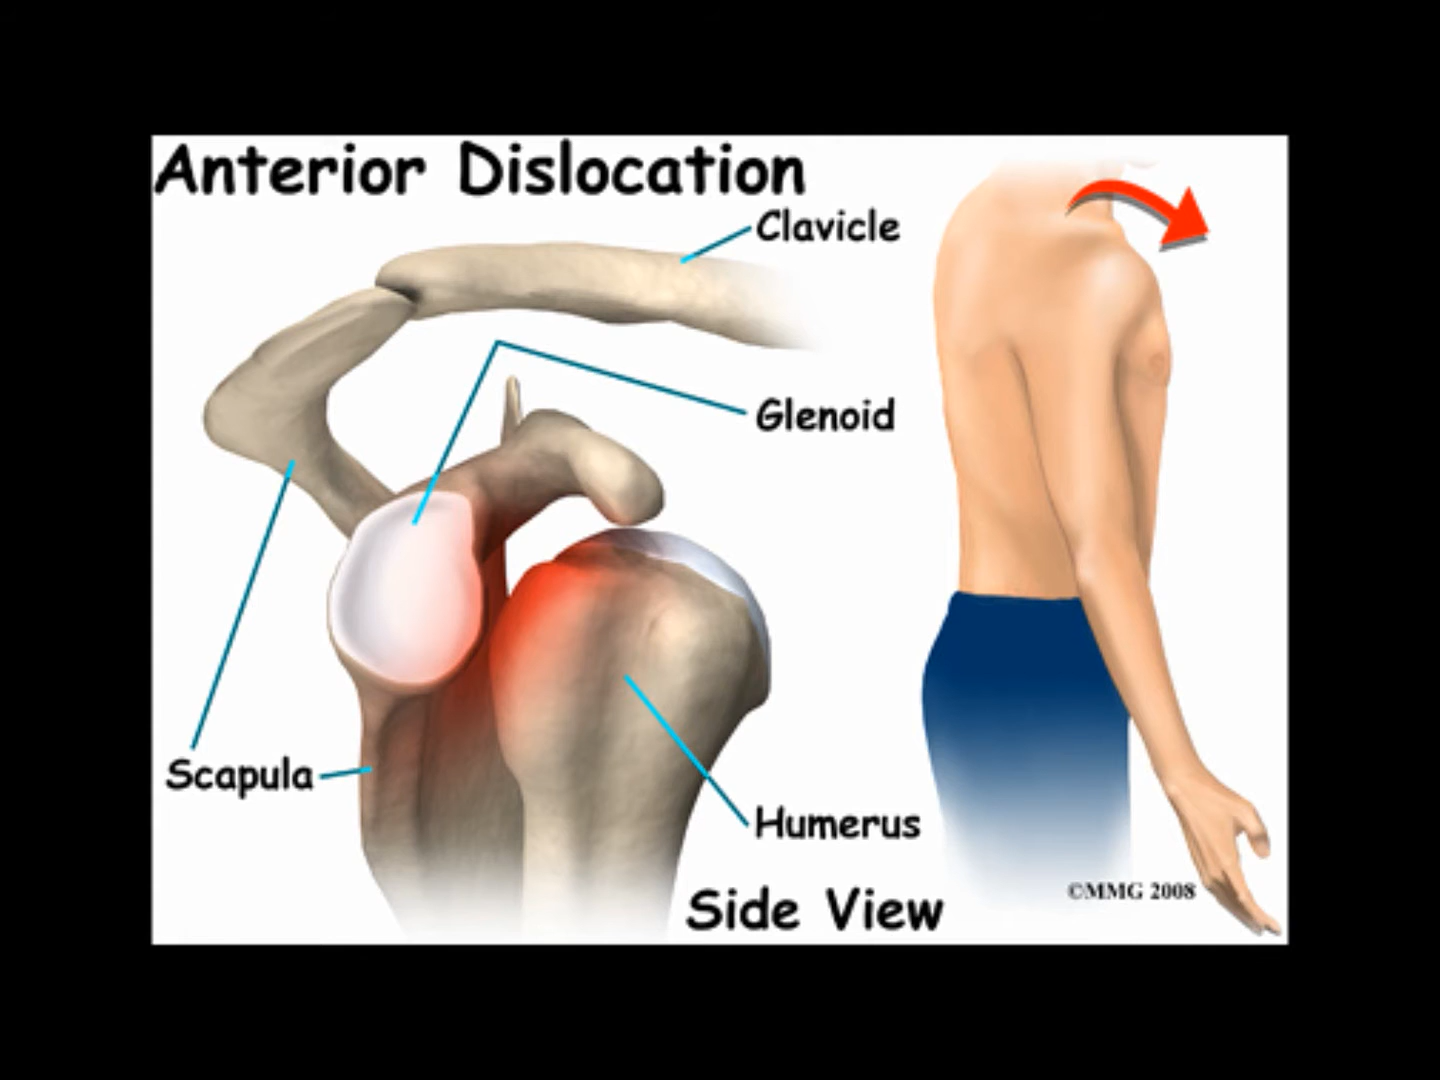 Anterior Dislocation
Clavicle
Glenoid
Scapula
Humerus
©MMG 2008
Side View